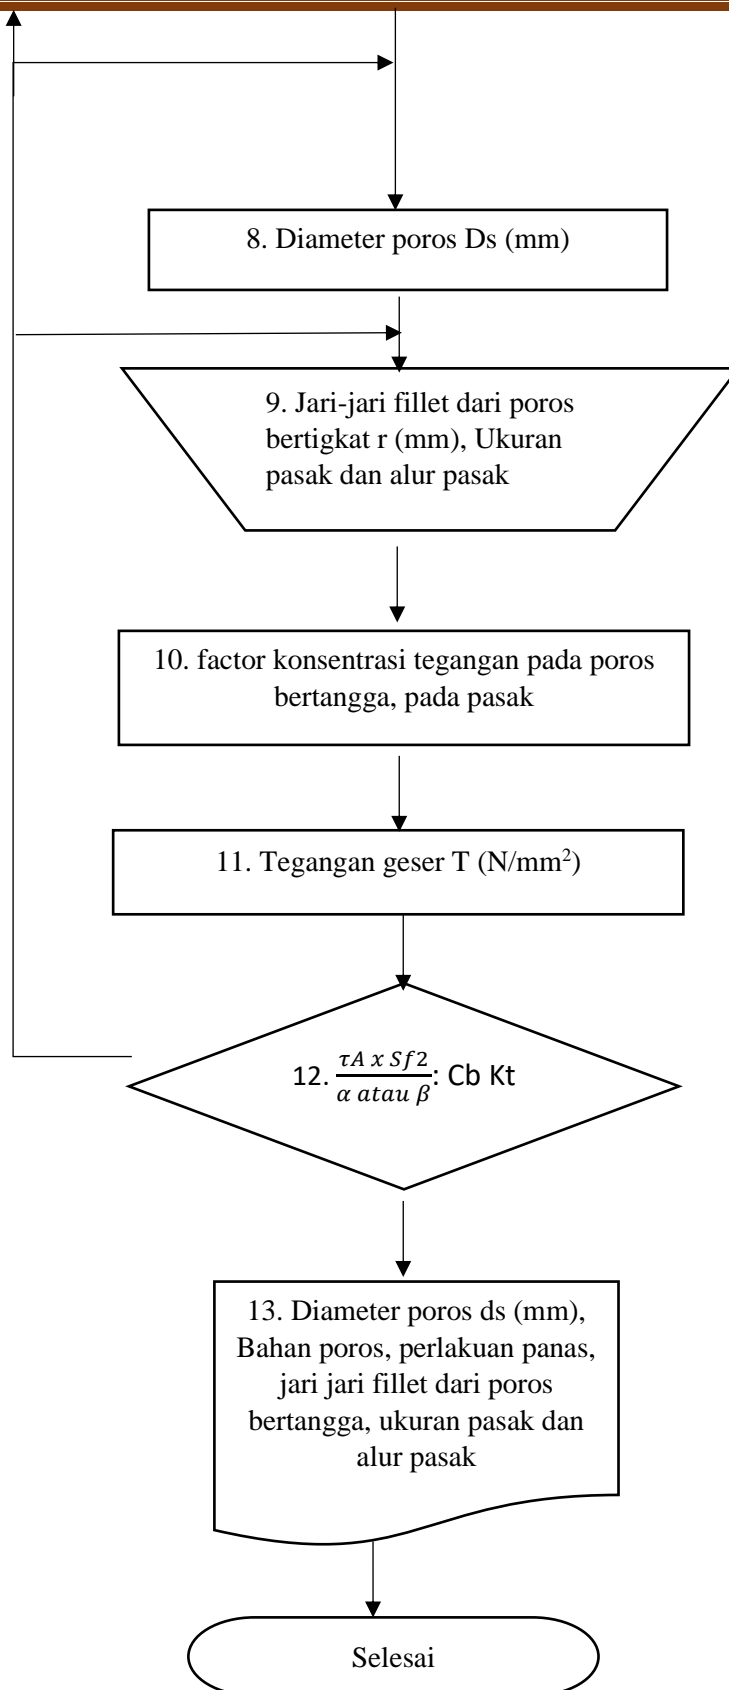 8. Diameter poros Ds (mm)
9. Jari-jari fillet dari poros
bertigkat r (mm), Ukuran
pasak dan alur pasak
10. factor konsentrasi tegangan pada poros
bertangga, pada pasak
11. Tegangan geser T (N/mm²)
12. τA x Sf2 / α atau β : Cb Kt
13. Diameter poros ds (mm),
Bahan poros, perlakuan panas,
jari jari fillet dari poros
bertangga, ukuran pasak dan
alur pasak
Selesai